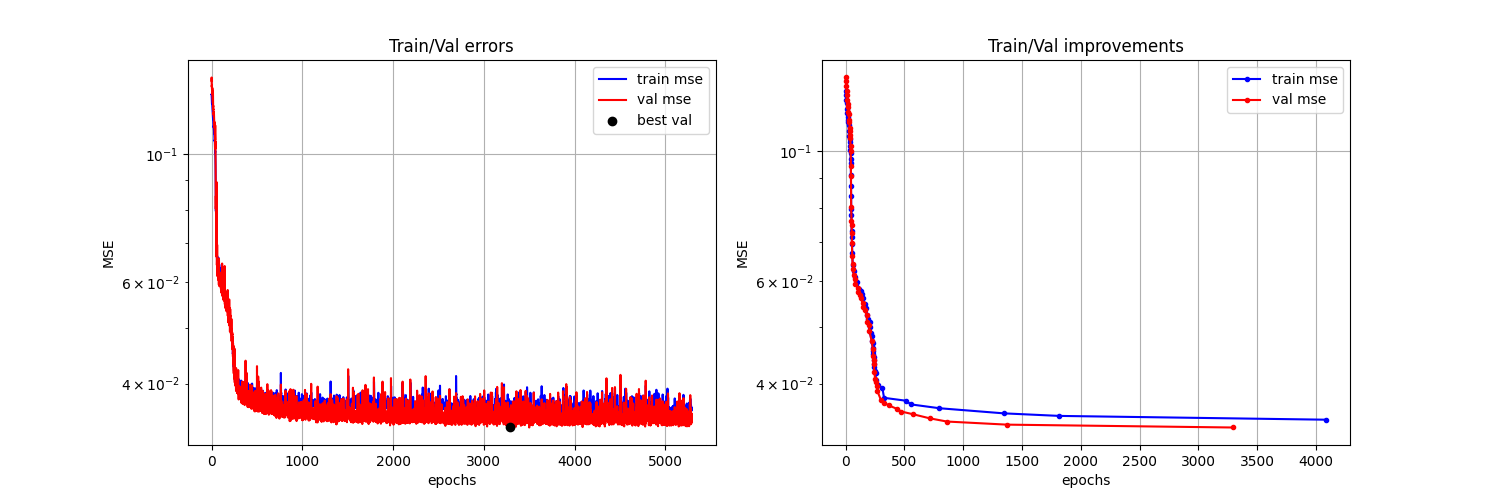 Train/Val errors
train mse
val mse
best val
10⁻¹
6 × 10⁻²
4 × 10⁻²
MSE
0 1000 2000 3000 4000 5000
epochs
Train/Val improvements
train mse
val mse
10⁻¹
6 × 10⁻²
4 × 10⁻²
MSE
0 500 1000 1500 2000 2500 3000 3500 4000
epochs